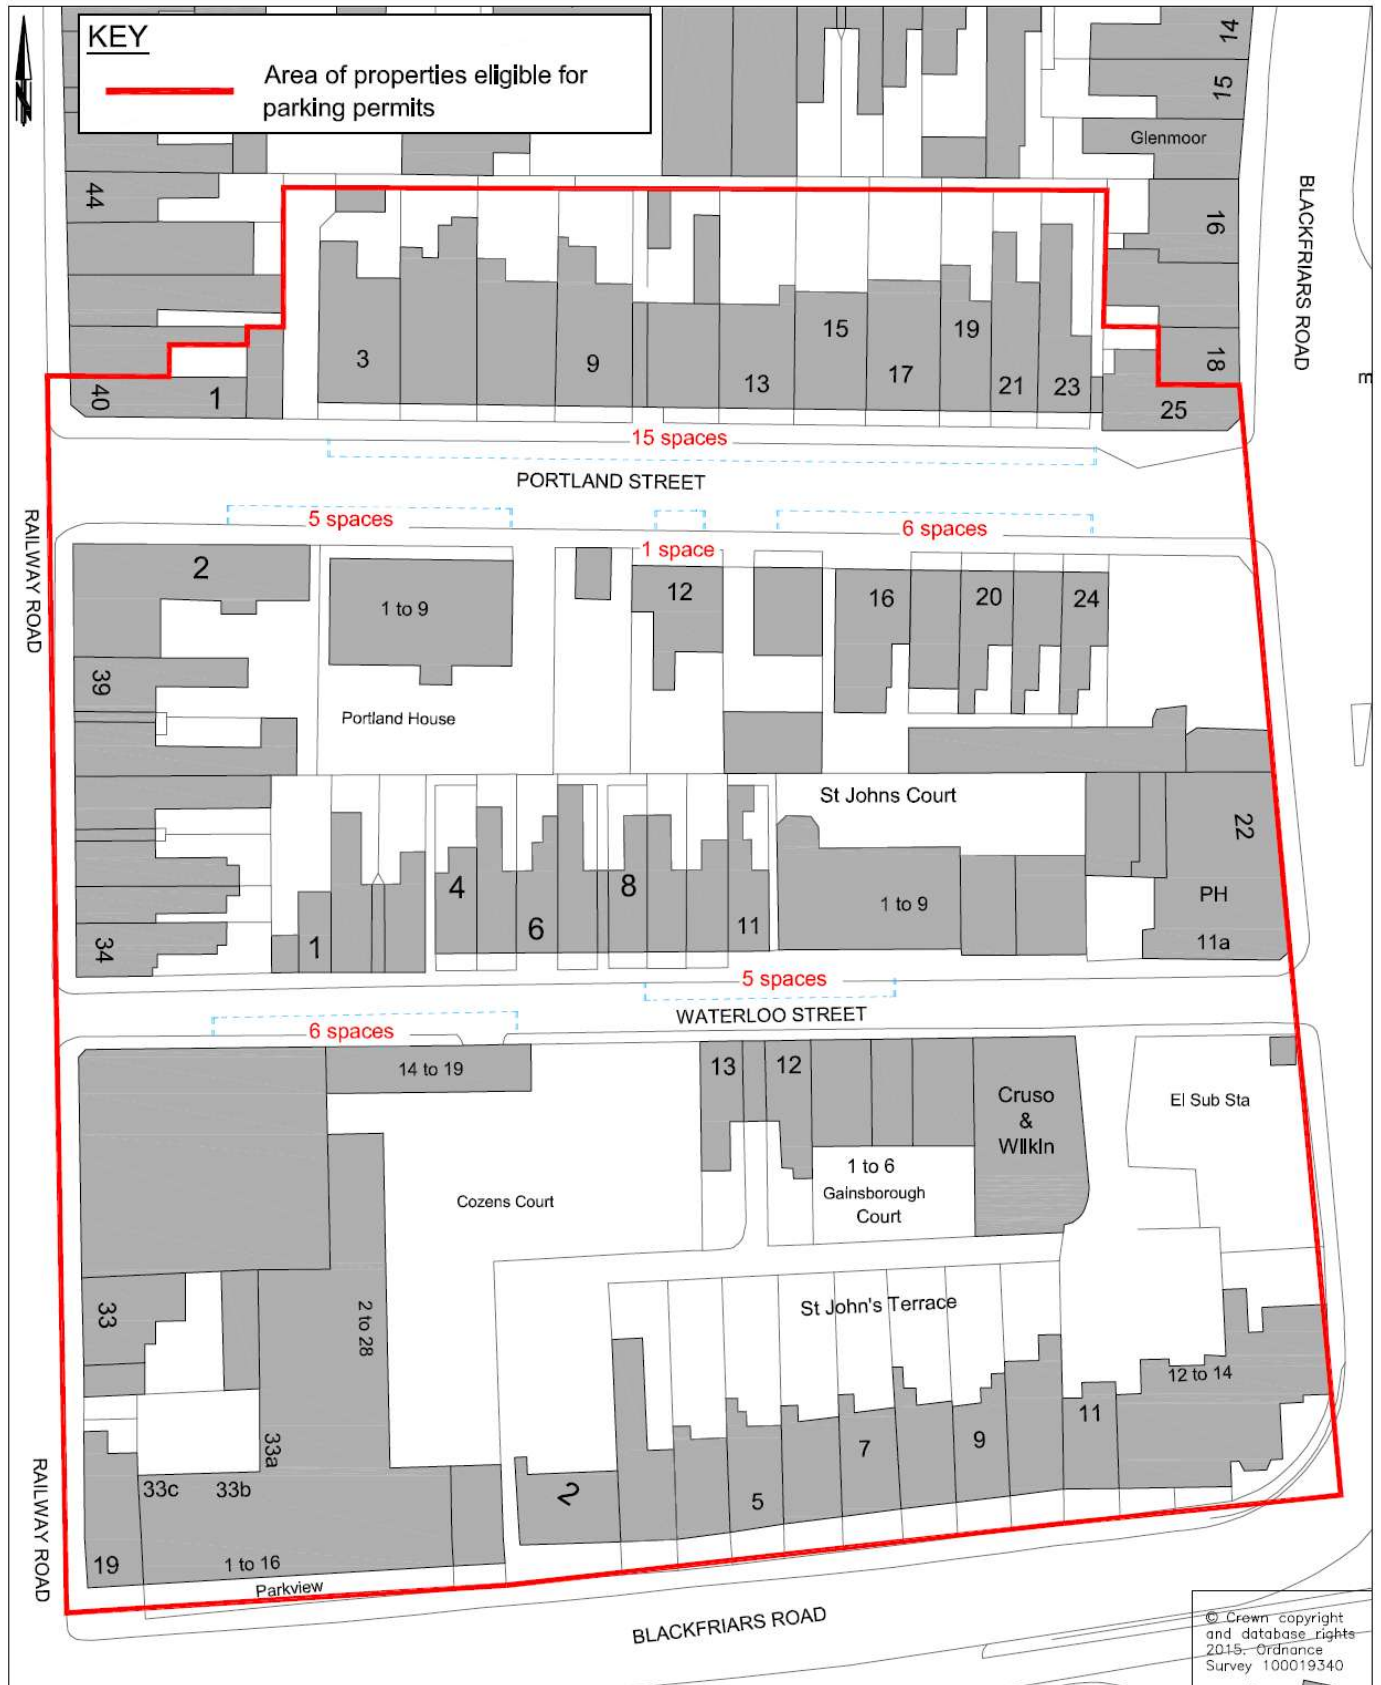 KEY
Area of properties eligible for
parking permits
N
14
15
Glenmoor
44
16
BLACKFRIARS ROAD
3
9
13
15
17
19
21
23
18
40
1
25
m
15 spaces
PORTLAND STREET
5 spaces
1 space
6 spaces
RAILWAY ROAD
2
1 to 9
12
16
20
24
39
Portland House
St Johns Court
22
4
8
1 to 9
PH
34
1
6
11
11a
5 spaces
WATERLOO STREET
6 spaces
14 to 19
13
12
Cruso
&
Wilkin
El Sub Sta
1 to 6
Gainsborough
Court
Cozens Court
33
2 to 28
St John's Terrace
12 to 14
11
7
9
33a
33c
33b
2
5
RAILWAY ROAD
19
1 to 16
Parkview
BLACKFRIARS ROAD
© Crown copyright
and database rights
2015. Ordnance
Survey 100019340